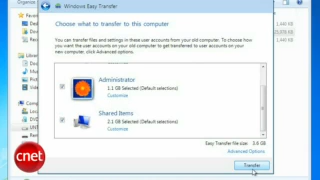 Windows Easy Transfer
Choose what to transfer to this computer
You can transfer files and settings in these user accounts from your old computer. To choose how
you want the user accounts on your old computer to get transferred to user accounts on your
new computer, click Advanced Options.
Administrator
1.1 GB Selected (Default selections)
Customize
Shared Items
2.1 GB Selected (Default selections)
Customize
Easy Transfer file size: 3.6 GB
Advanced Options
Transfer
cnet